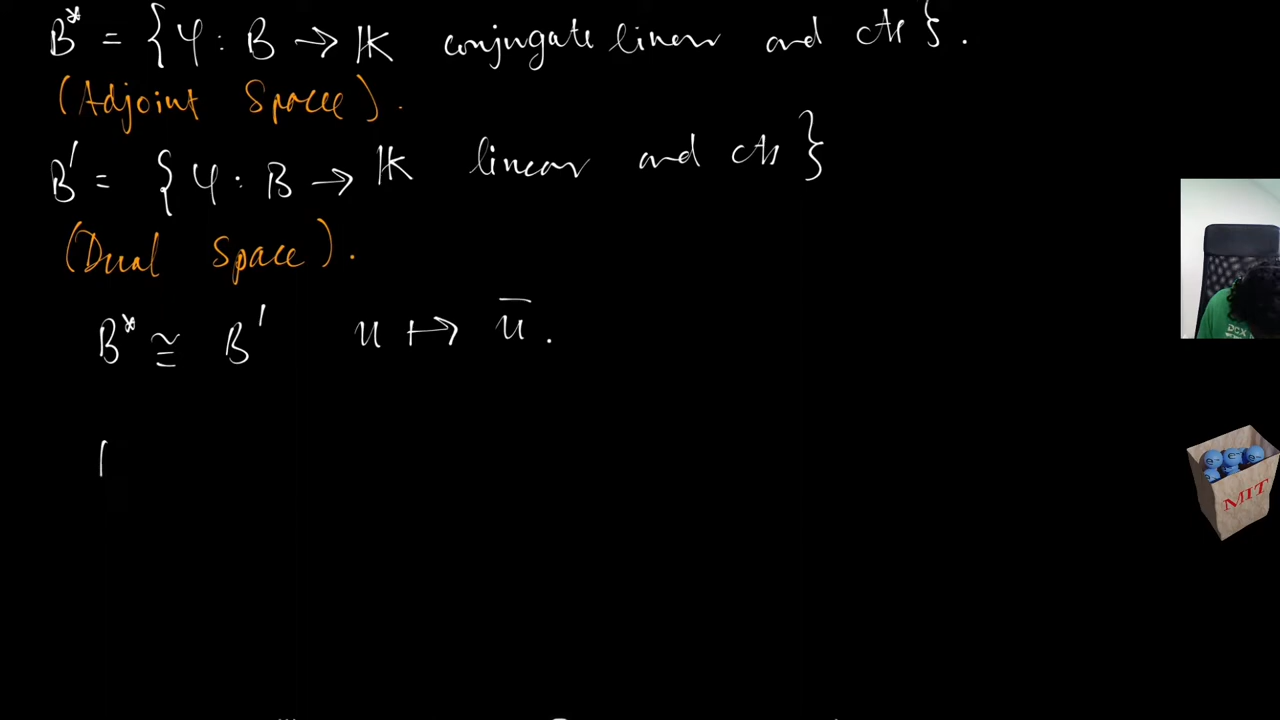 B* = {φ : B → 𝕂 conjugate linear and cts}.
(Adjoint Space).
B' = {φ : B → 𝕂 linear and cts}
(Dual Space).
B* ≅ B' u ↦ ū.
e⁻ e⁻ e⁻
MIT